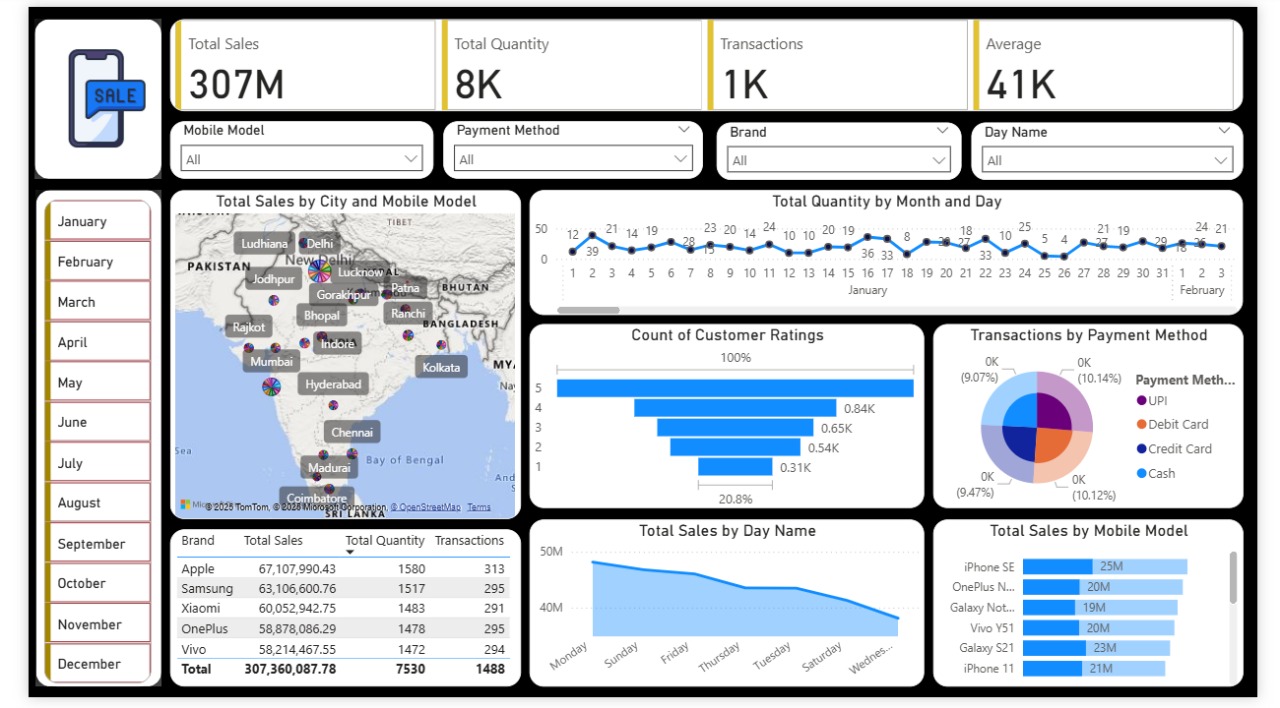 SALE
Total Sales
307M
Total Quantity
8K
Transactions
1K
Average
41K
Mobile Model
All
Payment Method
All
Brand
All
Day Name
All
January
February
March
April
May
June
July
August
September
October
November
December
Total Sales by City and Mobile Model
TIBET
Ludhiana
Delhi
New Delhi
PAKISTAN
Lucknow
Jodhpur
Gorakhpur
Patna
BHUTAN
Bhopal
Ranchi
Rajkot
BANGLADESH
Indore
Mumbai
Kolkata
Hyderabad
Chennai
Bay of Bengal
Madurai
Coimbatore
© 2025 TomTom, © 2025 Microsoft Corporation, © OpenStreetMap Terms
SRI LANKA
Total Quantity by Month and Day
50
0
12 39 21 14 19 28 23 20 14 24 10 10 20 19 36 33 8 27 18 33 10 25 5 4 27 21 19 29 24 21
1 2 3 4 5 6 7 8 9 10 11 12 13 14 15 16 17 18 19 20 21 22 23 24 25 26 27 28 29 30 31 1 2 3
January
February
Count of Customer Ratings
100%
5
4 0.84K
3 0.65K
2 0.54K
1 0.31K
20.8%
Transactions by Payment Method
0K (9.07%)
0K (10.14%)
0K (9.47%)
0K (10.12%)
Payment Meth...
UPI
Debit Card
Credit Card
Cash
Brand Total Sales Total Quantity Transactions
Apple 67,107,990.43 1580 313
Samsung 63,106,600.76 1517 295
Xiaomi 60,052,942.75 1483 291
OnePlus 58,878,086.29 1478 295
Vivo 58,214,467.55 1472 294
Total 307,360,087.78 7530 1488
Total Sales by Day Name
50M
40M
Monday
Sunday
Friday
Thursday
Tuesday
Saturday
Wednes...
Total Sales by Mobile Model
iPhone SE 25M
OnePlus N... 20M
Galaxy Not... 19M
Vivo Y51 20M
Galaxy S21 23M
iPhone 11 21M